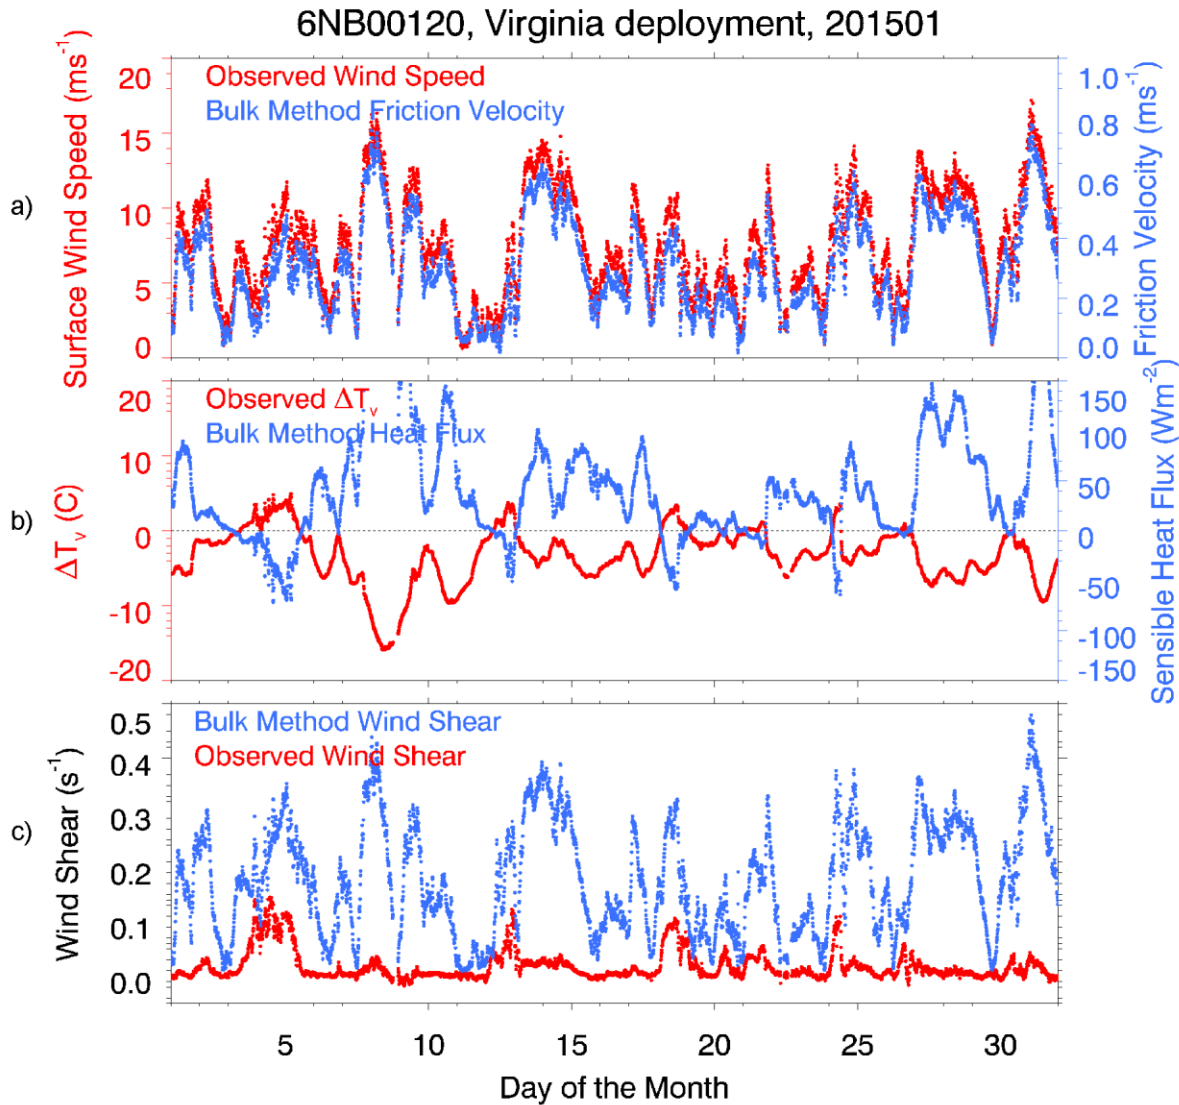 6NB00120, Virginia deployment, 201501
a)
Surface Wind Speed (ms⁻¹)
20
15
10
5
0
Observed Wind Speed
Bulk Method Friction Velocity
1.0
0.8
0.6
0.4
0.2
0.0
Friction Velocity (ms⁻¹)
b)
ΔTᵥ (C)
20
10
0
-10
-20
Observed ΔTᵥ
Bulk Method Heat Flux
150
100
50
0
-50
-100
-150
Sensible Heat Flux (Wm⁻²)
c)
Wind Shear (s⁻¹)
0.5
0.4
0.3
0.2
0.1
0.0
Bulk Method Wind Shear
Observed Wind Shear
5 10 15 20 25 30
Day of the Month